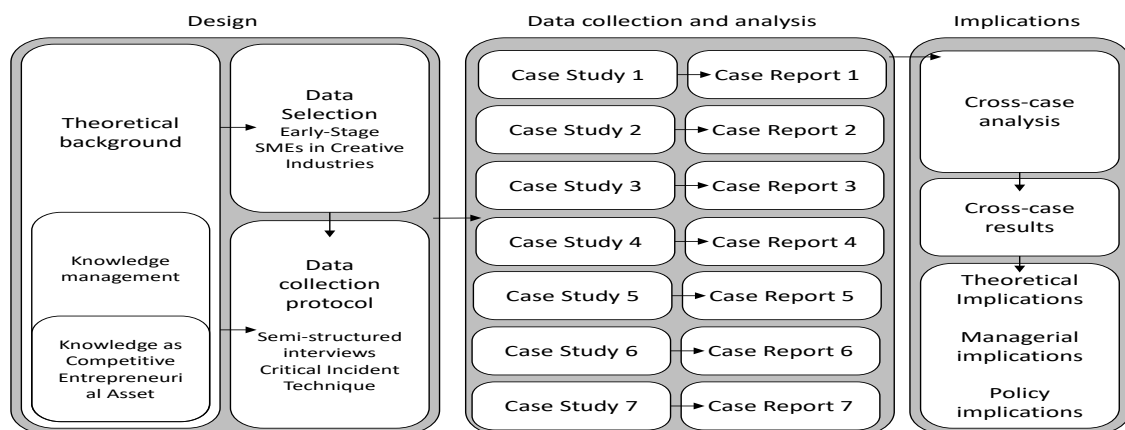 Design
Theoretical
background
Knowledge
management
Knowledge as
Competitive
Entrepreneuri
al Asset
Data
Selection
Early-Stage
SMEs in Creative
Industries
Data
collection
protocol
Semi-structured
interviews
Critical Incident
Technique
Data collection and analysis
Case Study 1
Case Report 1
Case Study 2
Case Report 2
Case Study 3
Case Report 3
Case Study 4
Case Report 4
Case Study 5
Case Report 5
Case Study 6
Case Report 6
Case Study 7
Case Report 7
Implications
Cross-case
analysis
Cross-case
results
Theoretical
Implications
Managerial
implications
Policy
implications